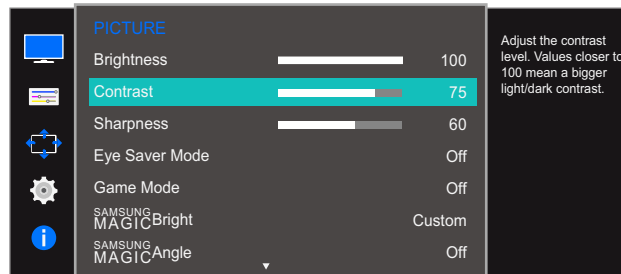 PICTURE
Brightness 100
Contrast 75
Sharpness 60
Eye Saver Mode Off
Game Mode Off
SAMSUNG
MAGIC Bright Custom
SAMSUNG
MAGIC Angle Off
Adjust the contrast
level. Values closer to
100 mean a bigger
light/dark contrast.
i